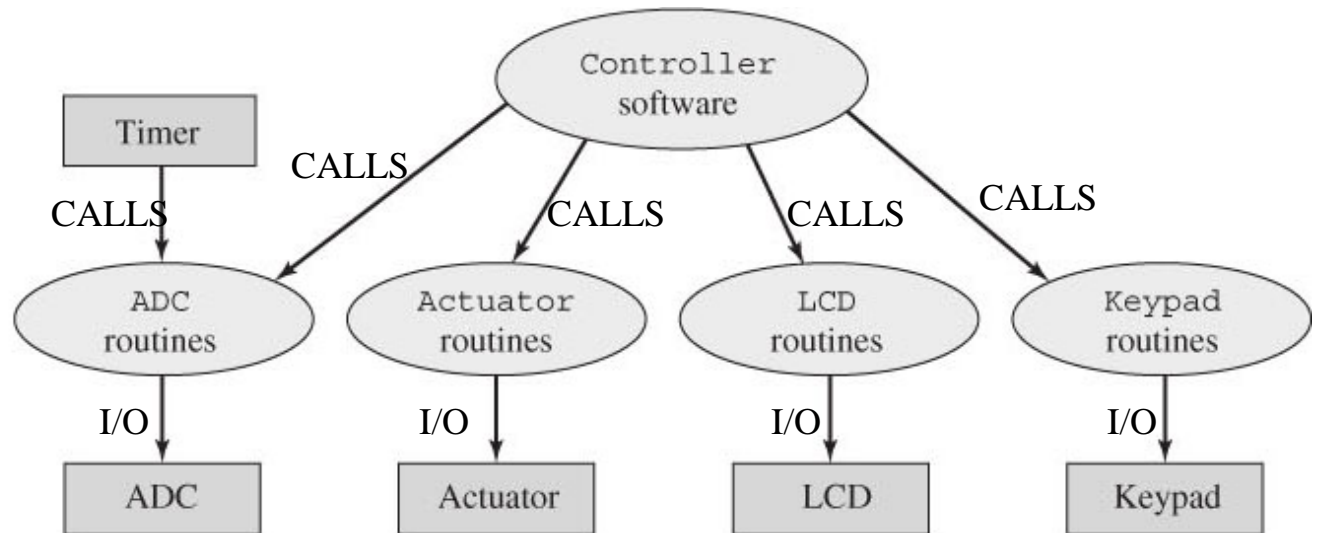 Controller
software
Timer
CALLS
CALLS
CALLS
CALLS
CALLS
ADC
routines
Actuator
routines
LCD
routines
Keypad
routines
I/O
I/O
I/O
I/O
ADC
Actuator
LCD
Keypad